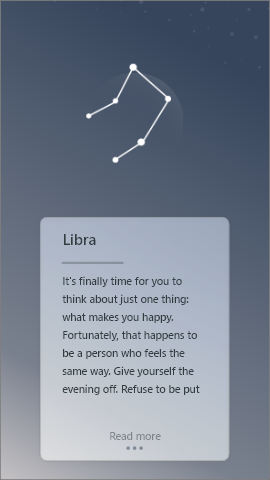 Libra
It's finally time for you to
think about just one thing:
what makes you happy.
Fortunately, that happens to
be a person who feels the
same way. Give yourself the
evening off. Refuse to be put
Read more